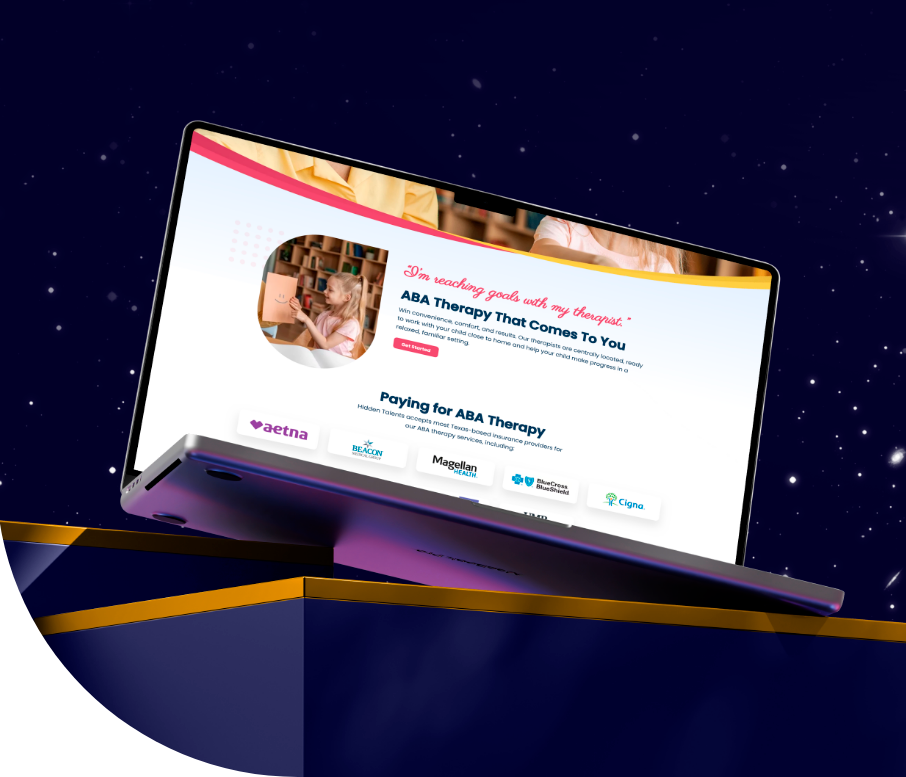 "I'm reaching goals with my therapist."
ABA Therapy That Comes To You
Win convenience, comfort, and results. Our therapists are centrally located, ready
to work with your child close to home and help your child make progress in a
relaxed, familiar setting.
Get Started
Paying for ABA Therapy
Hidden Talents accepts most Texas-based insurance providers for
our ABA therapy services, including:
aetna
BEACON
Magellan
HEALTH
BlueCross
BlueShield
Cigna